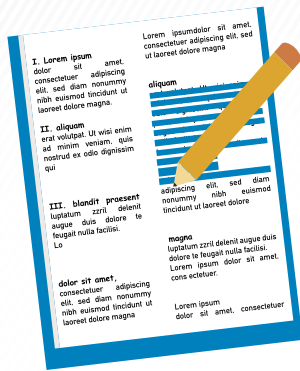 I. Lorem ipsum
dolor sit amet,
consectetuer adipiscing
elit, sed diam nonummy
nibh euismod tincidunt ut
laoreet dolore magna.
II. aliquam
erat volutpat. Ut wisi enim
ad minim veniam, quis
nostrud ex odio dignissim
qui
III. blandit praesent
luptatum zzril delenit
augue duis dolore te
feugait nulla facilisi.
Lo
dolor sit amet,
consectetuer adipiscing
elit, sed diam nonummy
nibh euismod tincidunt ut
laoreet dolore magna
Lorem ipsumdolor sit amet,
consectetuer adipiscing elit, sed
ut laoreet dolore magna
aliquam
adipiscing elit, sed diam
nonummy nibh euismod
tincidunt ut laoreet dolore
magna
luptatum zzril delenit augue duis
dolore te feugait nulla facilisi.
Lorem ipsum dolor sit amet,
cons ectetuer.
Lorem ipsum
dolor sit amet, consectetuer